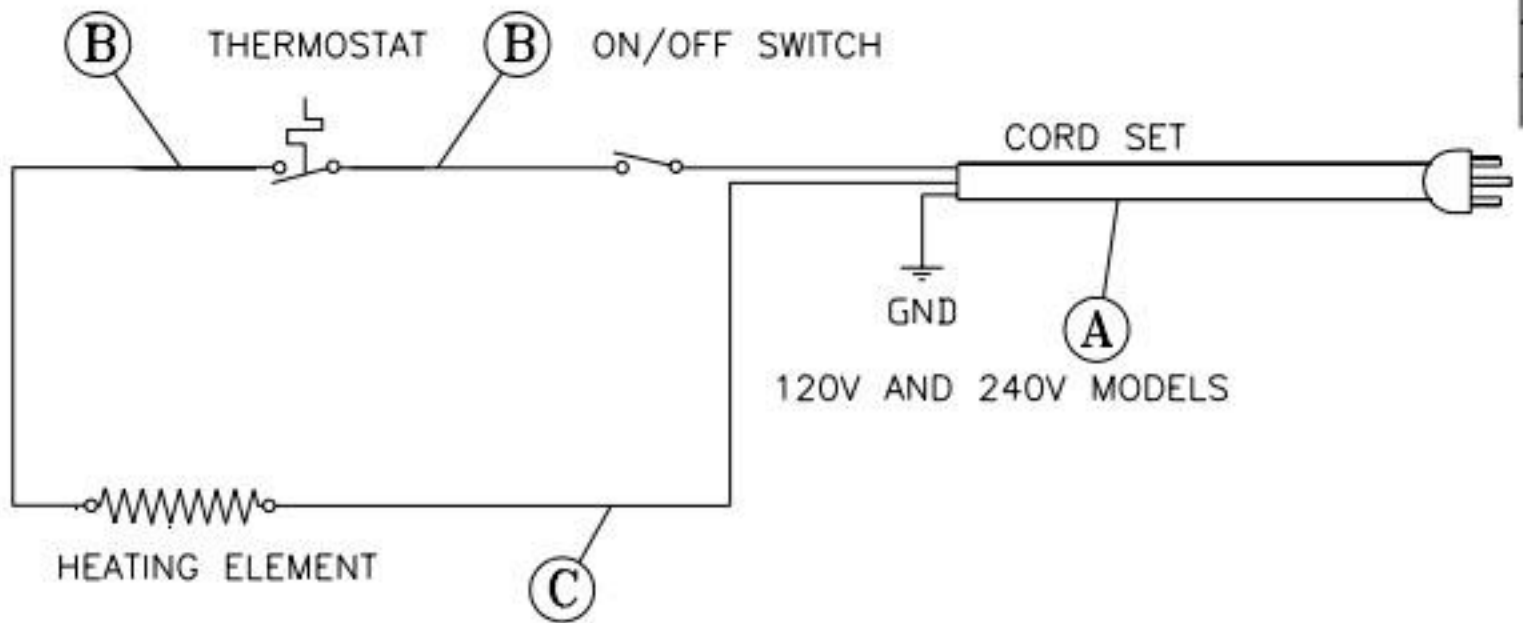 B THERMOSTAT B ON/OFF SWITCH
CORD SET
GND
A
120V AND 240V MODELS
HEATING ELEMENT
C